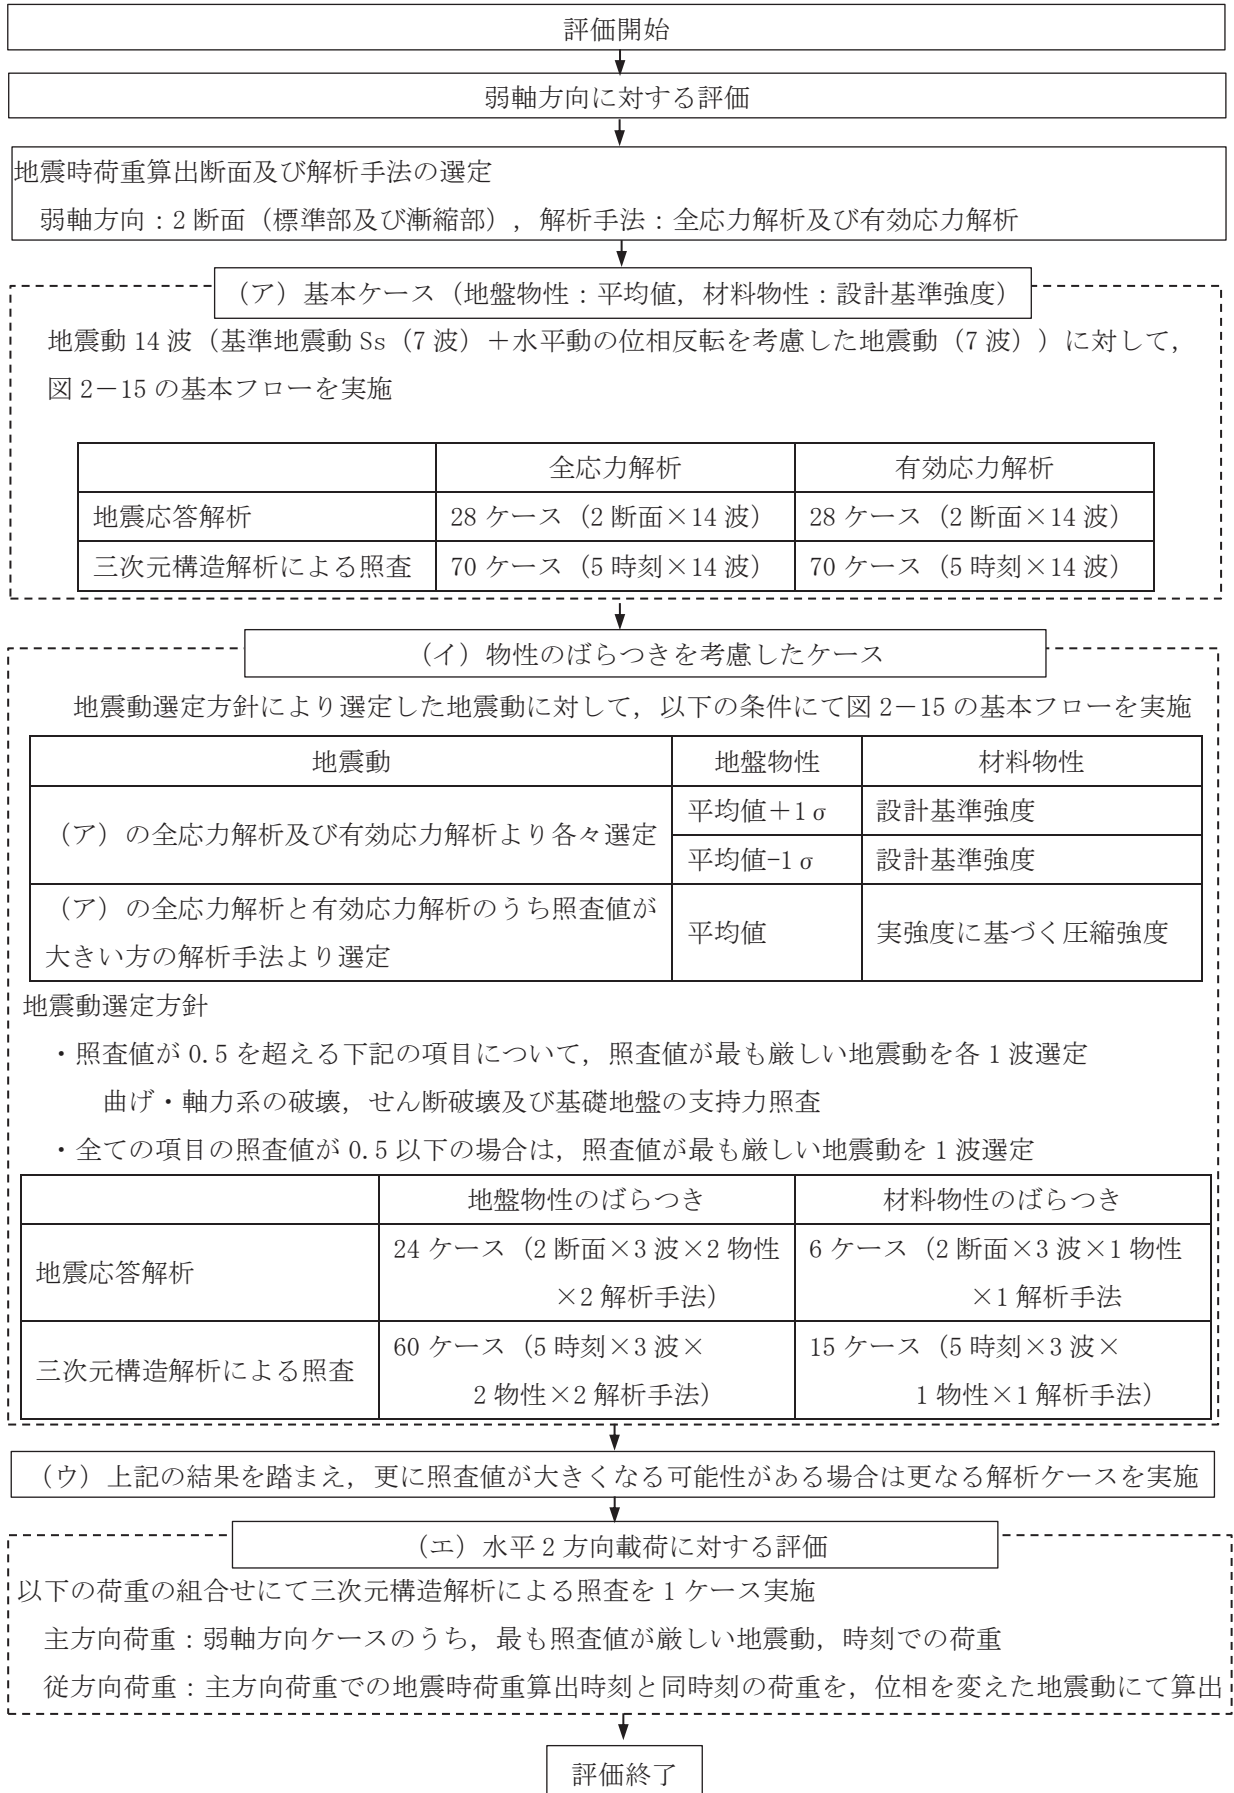 評価開始
弱軸方向に対する評価
地震時荷重算出断面及び解析手法の選定
弱軸方向：2 断面（標準部及び漸縮部），解析手法：全応力解析及び有効応力解析
（ア）基本ケース（地盤物性：平均値，材料物性：設計基準強度）
地震動 14 波（基準地震動 Ss（7 波）＋水平動の位相反転を考慮した地震動（7 波））に対して，
図 2－15 の基本フローを実施
全応力解析 有効応力解析
地震応答解析 28 ケース（2 断面×14 波） 28 ケース（2 断面×14 波）
三次元構造解析による照査 70 ケース（5 時刻×14 波） 70 ケース（5 時刻×14 波）
（イ）物性のばらつきを考慮したケース
地震動選定方針により選定した地震動に対して，以下の条件にて図 2－15 の基本フローを実施
地震動 地盤物性 材料物性
（ア）の全応力解析及び有効応力解析より各々選定 平均値＋1σ 設計基準強度
平均値-1σ 設計基準強度
（ア）の全応力解析と有効応力解析のうち照査値が
大きい方の解析手法より選定 平均値 実強度に基づく圧縮強度
地震動選定方針
・照査値が 0.5 を超える下記の項目について，照査値が最も厳しい地震動を各 1 波選定
曲げ・軸力系の破壊，せん断破壊及び基礎地盤の支持力照査
・全ての項目の照査値が 0.5 以下の場合は，照査値が最も厳しい地震動を 1 波選定
地盤物性のばらつき 材料物性のばらつき
地震応答解析 24 ケース（2 断面×3 波×2 物性 6 ケース（2 断面×3 波×1 物性
×2 解析手法） ×1 解析手法
三次元構造解析による照査 60 ケース（5 時刻×3 波× 15 ケース（5 時刻×3 波×
2 物性×2 解析手法） 1 物性×1 解析手法）
（ウ）上記の結果を踏まえ，更に照査値が大きくなる可能性がある場合は更なる解析ケースを実施
（エ）水平 2 方向載荷に対する評価
以下の荷重の組合せにて三次元構造解析による照査を 1 ケース実施
主方向荷重：弱軸方向ケースのうち，最も照査値が厳しい地震動，時刻での荷重
従方向荷重：主方向荷重での地震時荷重算出時刻と同時刻の荷重を，位相を変えた地震動にて算出
評価終了